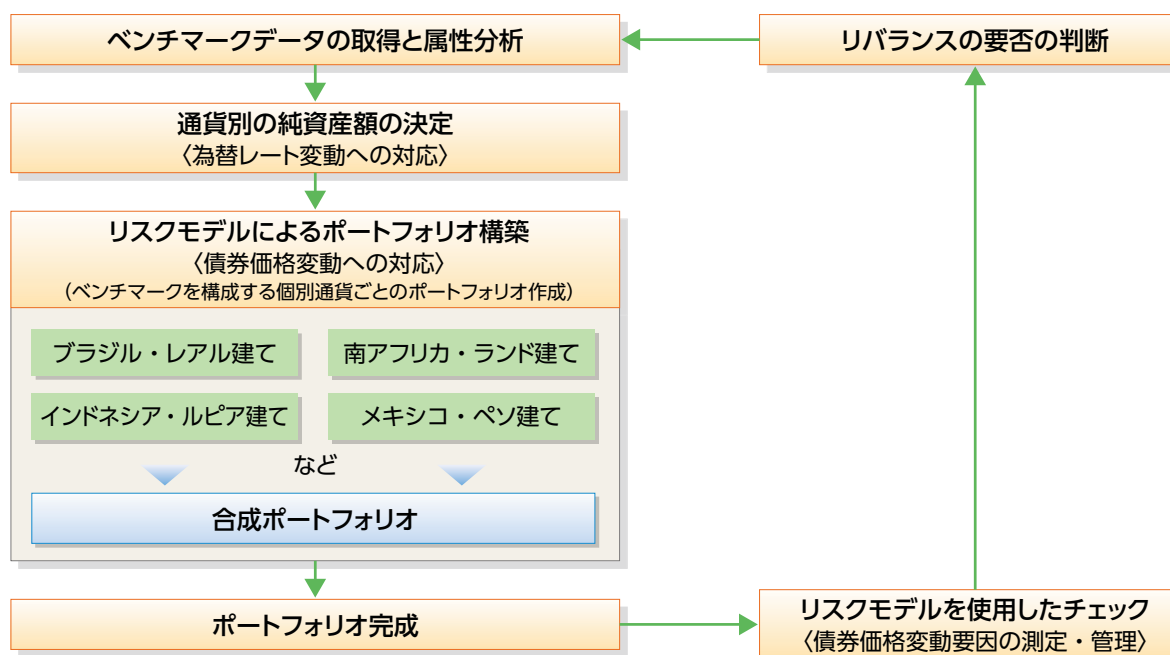 ベンチマークデータの取得と属性分析
リバランスの要否の判断
通貨別の純資産額の決定
〈為替レート変動への対応〉
リスクモデルによるポートフォリオ構築
〈債券価格変動への対応〉
(ベンチマークを構成する個別通貨ごとのポートフォリオ作成)
ブラジル・レアル建て
南アフリカ・ランド建て
インドネシア・ルピア建て
メキシコ・ペソ建て
など
合成ポートフォリオ
ポートフォリオ完成
リスクモデルを使用したチェック
〈債券価格変動要因の測定・管理〉